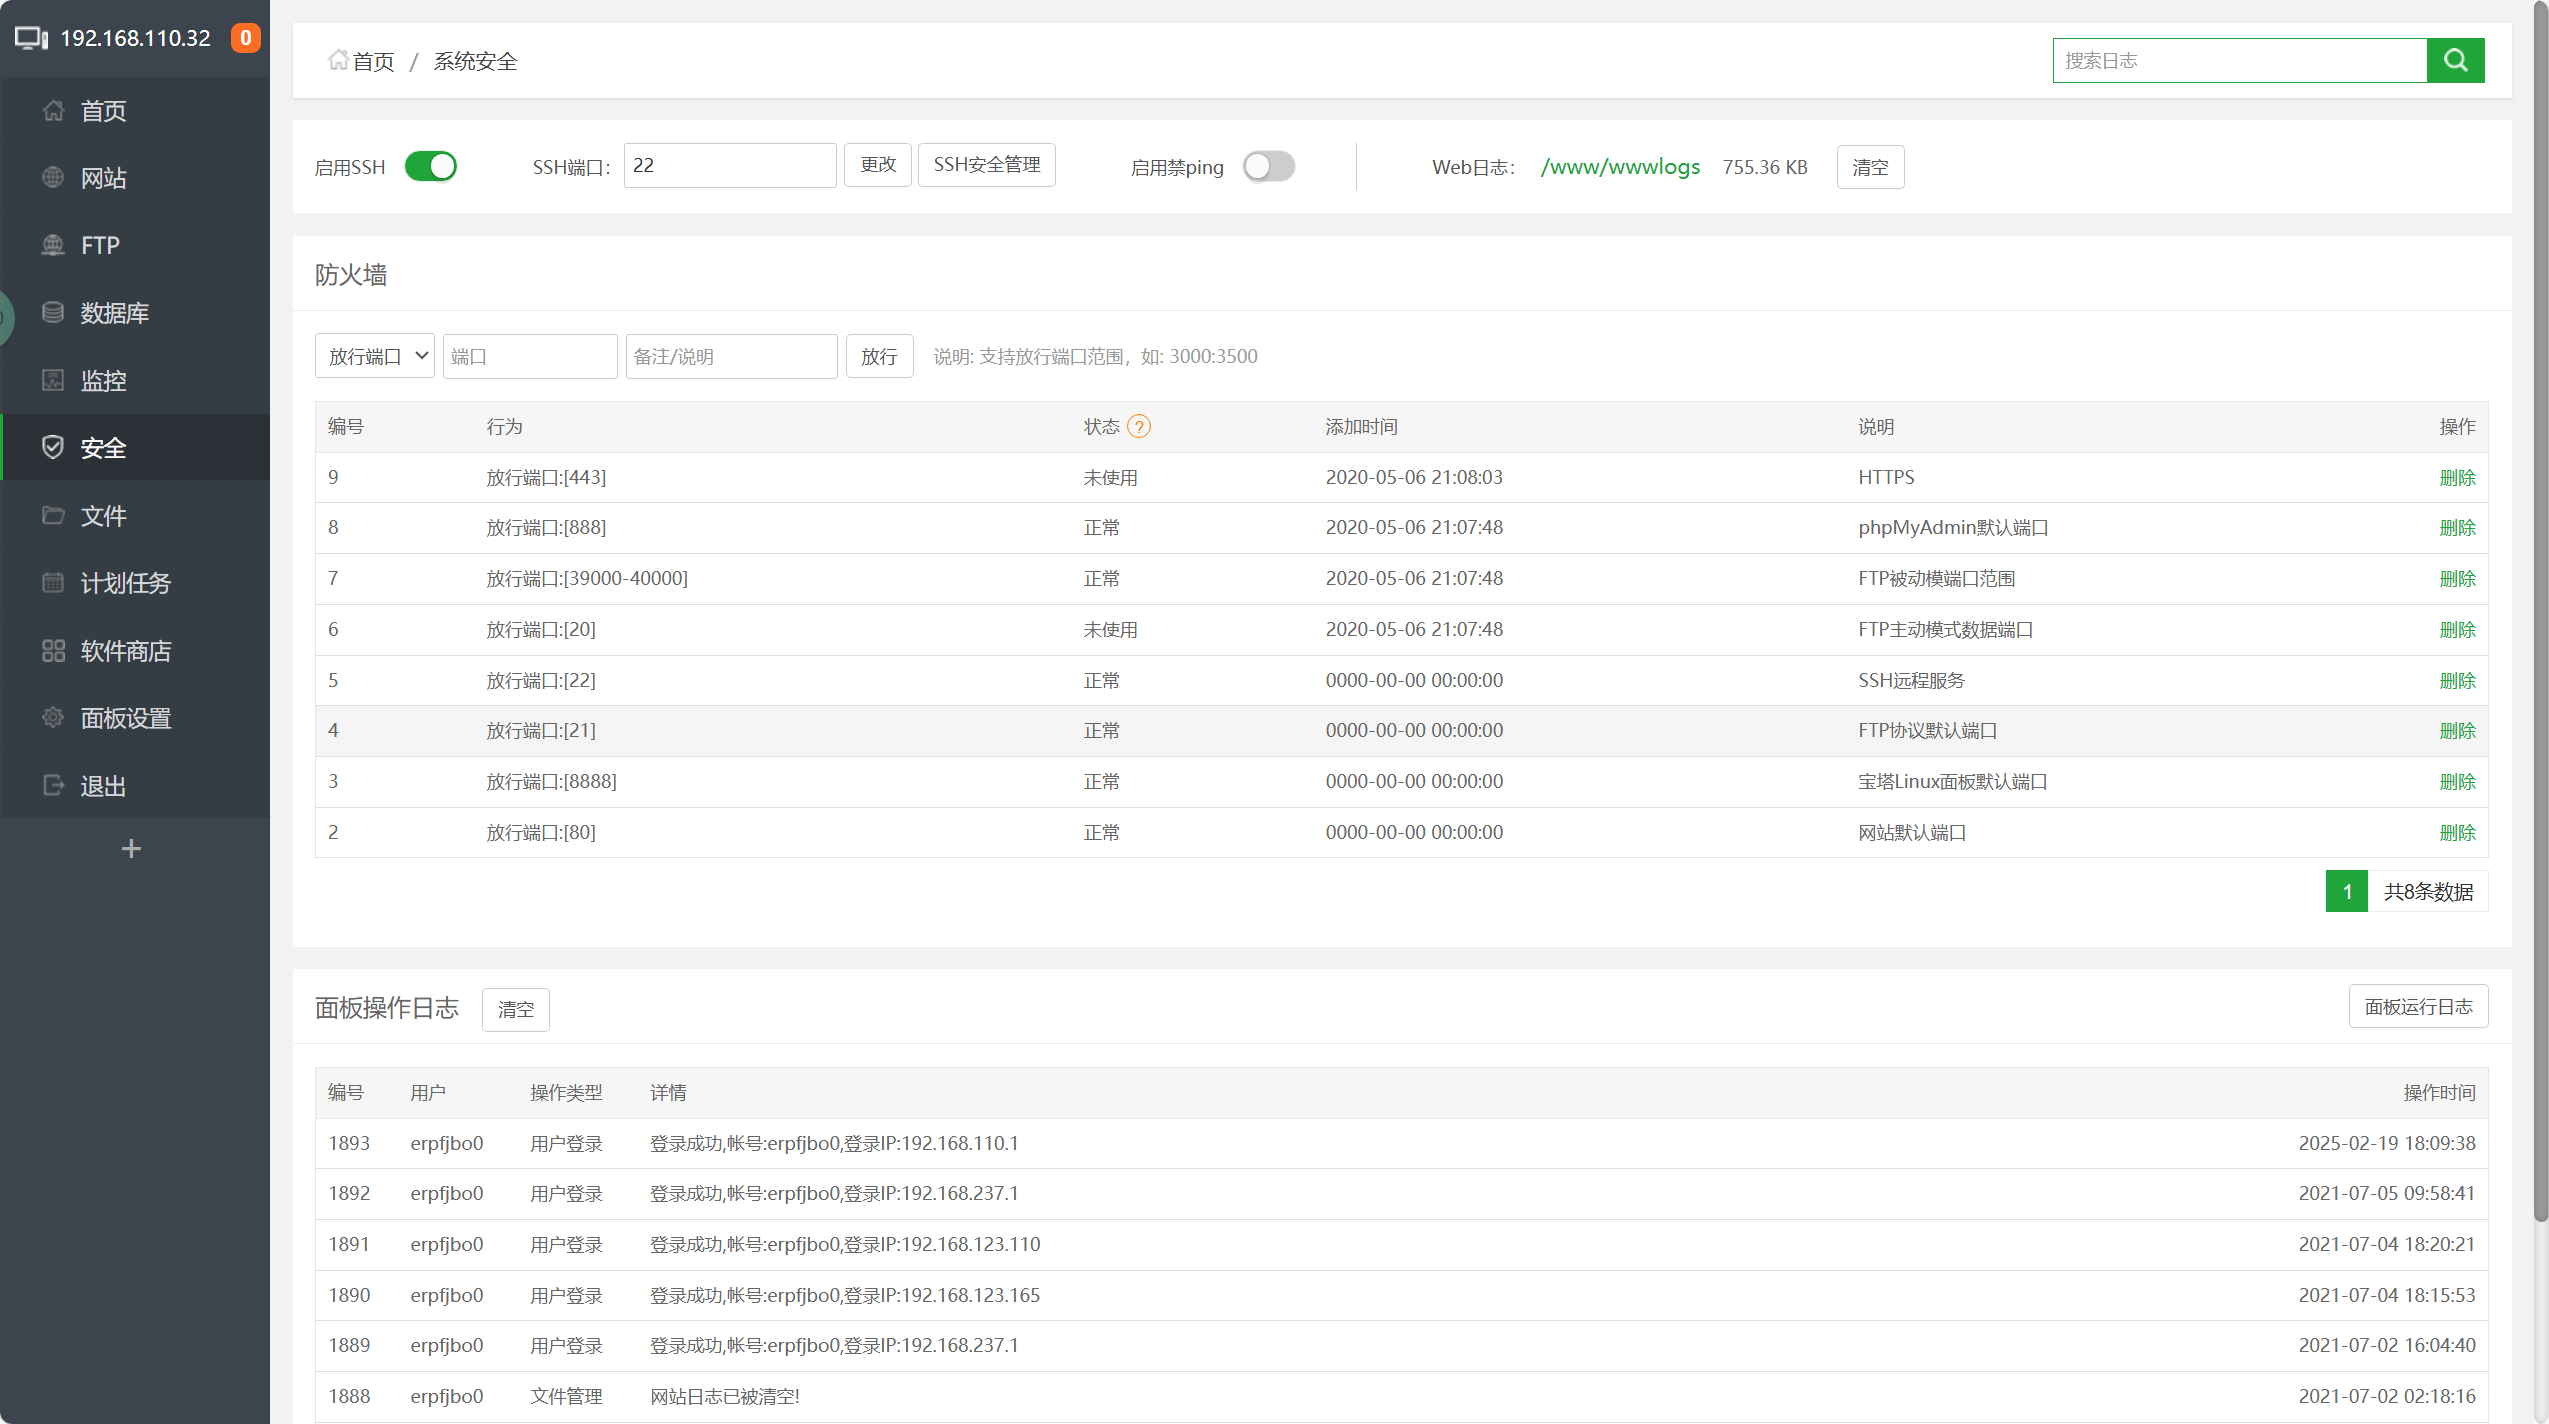 192.168.110.32 0
首页
网站
FTP
数据库
监控
安全
文件
计划任务
软件商店
面板设置
退出
+
首页 / 系统安全
搜索日志
启用SSH SSH端口: 22 更改 SSH安全管理 启用禁ping Web日志: /www/wwwlogs 755.36 KB 清空
防火墙
放行端口 端口 备注/说明 放行 说明: 支持放行端口范围，如: 3000:3500
编号 行为 状态 ? 添加时间 说明 操作
9 放行端口:[443] 未使用 2020-05-06 21:08:03 HTTPS 删除
8 放行端口:[888] 正常 2020-05-06 21:07:48 phpMyAdmin默认端口 删除
7 放行端口:[39000-40000] 正常 2020-05-06 21:07:48 FTP被动模端口范围 删除
6 放行端口:[20] 未使用 2020-05-06 21:07:48 FTP主动模式数据端口 删除
5 放行端口:[22] 正常 0000-00-00 00:00:00 SSH远程服务 删除
4 放行端口:[21] 正常 0000-00-00 00:00:00 FTP协议默认端口 删除
3 放行端口:[8888] 正常 0000-00-00 00:00:00 宝塔Linux面板默认端口 删除
2 放行端口:[80] 正常 0000-00-00 00:00:00 网站默认端口 删除
1 共8条数据
面板操作日志 清空 面板运行日志
编号 用户 操作类型 详情 操作时间
1893 erpfjbo0 用户登录 登录成功,帐号:erpfjbo0,登录IP:192.168.110.1 2025-02-19 18:09:38
1892 erpfjbo0 用户登录 登录成功,帐号:erpfjbo0,登录IP:192.168.237.1 2021-07-05 09:58:41
1891 erpfjbo0 用户登录 登录成功,帐号:erpfjbo0,登录IP:192.168.123.110 2021-07-04 18:20:21
1890 erpfjbo0 用户登录 登录成功,帐号:erpfjbo0,登录IP:192.168.123.165 2021-07-04 18:15:53
1889 erpfjbo0 用户登录 登录成功,帐号:erpfjbo0,登录IP:192.168.237.1 2021-07-02 16:04:40
1888 erpfjbo0 文件管理 网站日志已被清空! 2021-07-02 02:18:16